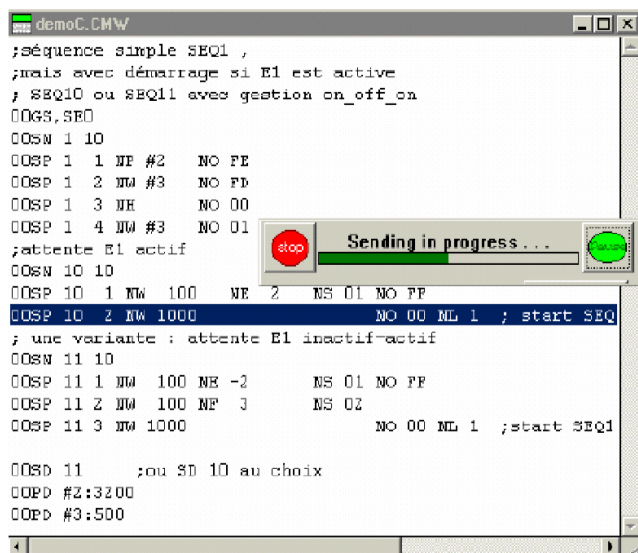 demoC.CMW
;séquence simple SEQ1 ,
;mais avec démarrage si E1 est active
; SEQ10 ou SEQ11 avec gestion on_off_on
00GS,SE0
00SN 1 10
00SP 1 1 NP #2 NO FE
00SP 1 2 NW #3 NO FD
00SP 1 3 NH NO 00
00SP 1 4 NW #3 NO 01
stop
Sending in progress . . .
Pause
;attente E1 actif
00SN 10 10
00SP 10 1 NW 100 NE 2 NS 01 NO FF
00SP 10 2 NW 1000 NO 00 NL 1 ; start SEQ
; une variante : attente E1 inactif-actif
00SN 11 10
00SP 11 1 NW 100 NE -2 NS 01 NO FF
00SP 11 2 NW 100 NE 3 NS 02
00SP 11 3 NW 1000 NO 00 NL 1 ;start SEQ1
00SD 11 ;ou SD 10 au choix
00PD #2:3200
00PD #3:500